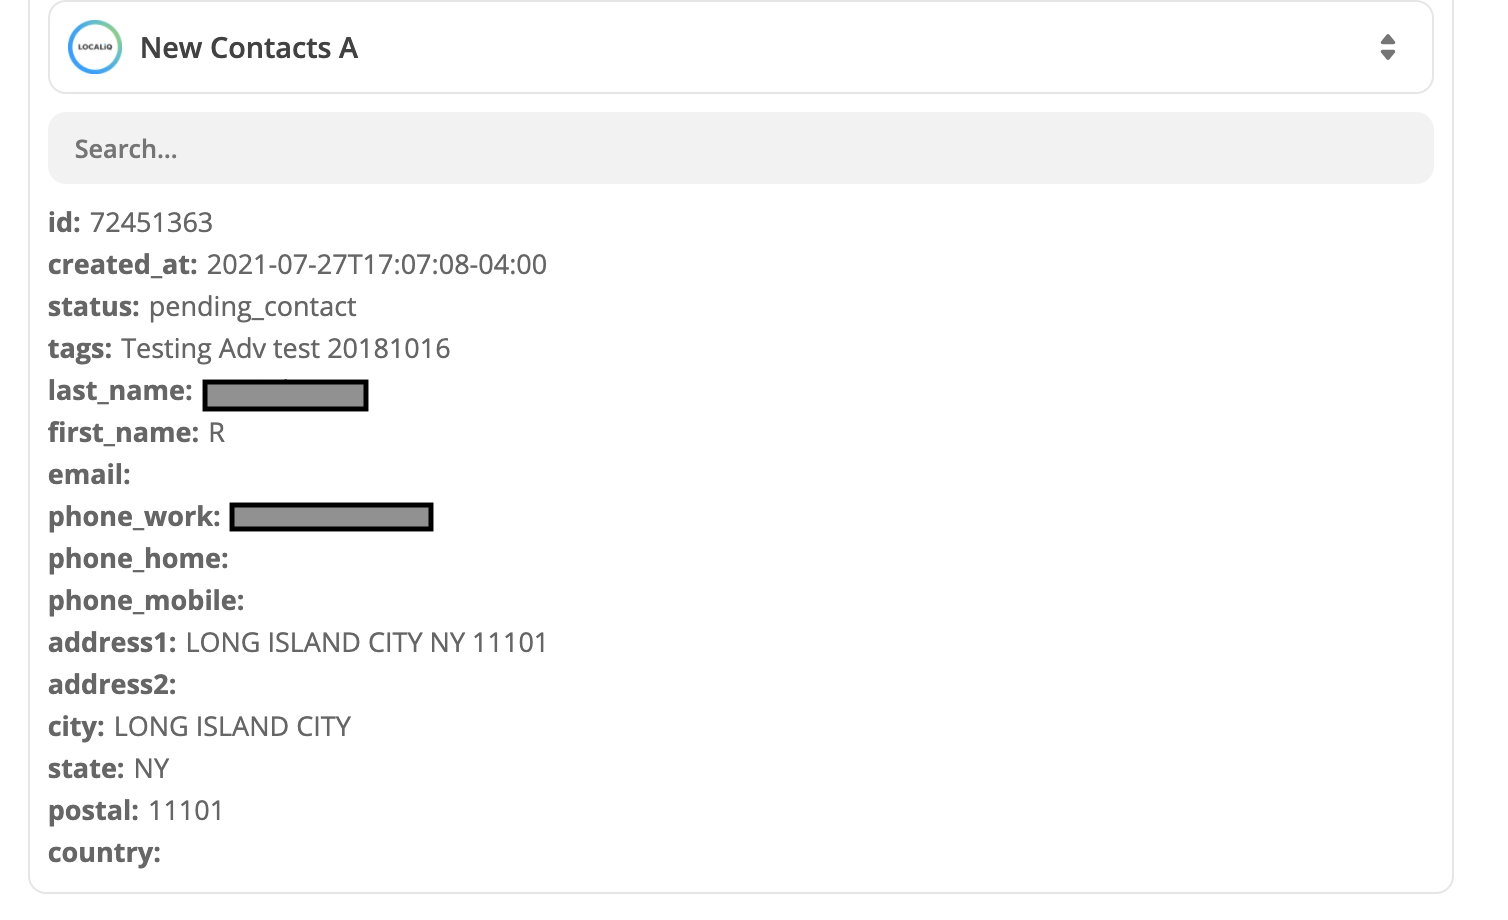 LOCALiQ
New Contacts A
Search...
id: 72451363
created_at: 2021-07-27T17:07:08-04:00
status: pending_contact
tags: Testing Adv test 20181016
last_name:
first_name: R
email:
phone_work:
phone_home:
phone_mobile:
address1: LONG ISLAND CITY NY 11101
address2:
city: LONG ISLAND CITY
state: NY
postal: 11101
country: